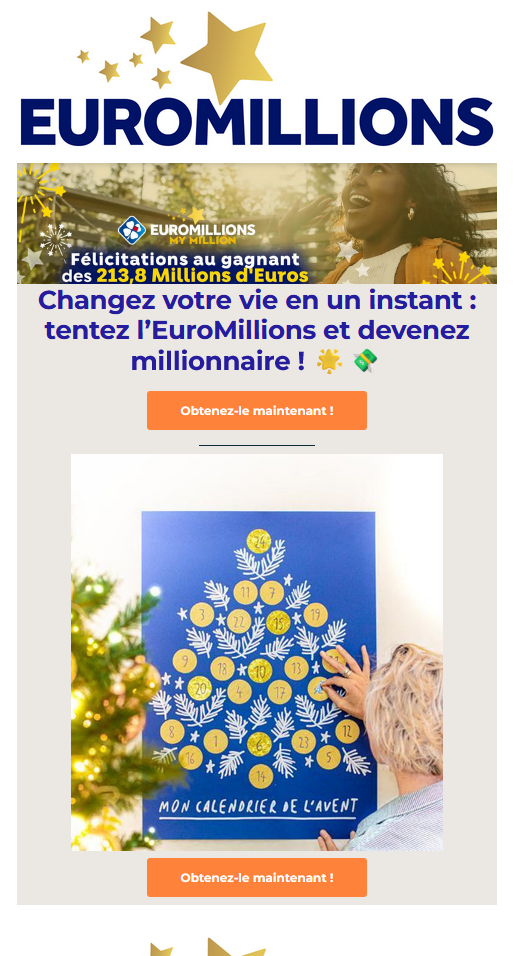 EUROMILLIONS
EUROMILLIONS
MY MILLION
Félicitations au gagnant
des 213,8 Millions d'Euros
Changez votre vie en un instant :
tentez l’EuroMillions et devenez
millionnaire ! 🌟 💸
Obtenez-le maintenant !
24
11 7
3 22 15 19
9 18 10 13
20 4 17
8 1 6 23 12
16 5
14
MON CALENDRIER DE L'AVENT
Obtenez-le maintenant !